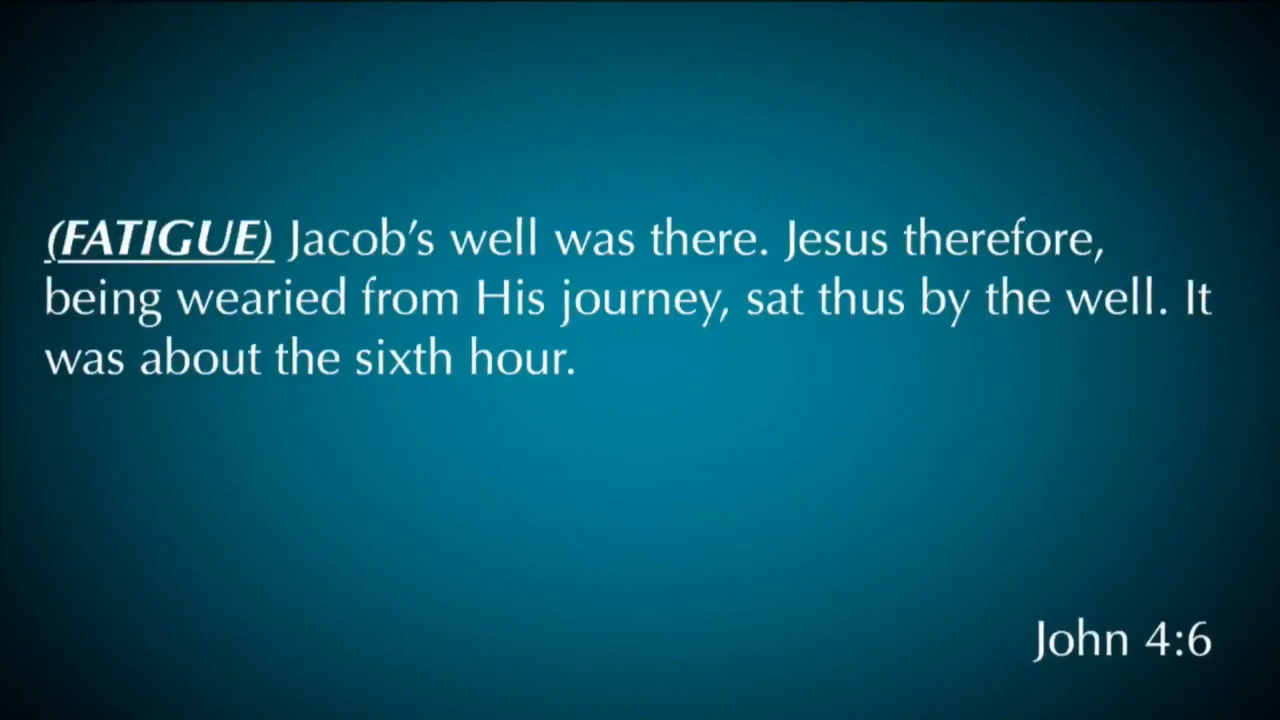 (FATIGUE) Jacob’s well was there. Jesus therefore,
being wearied from His journey, sat thus by the well. It
was about the sixth hour.
John 4:6